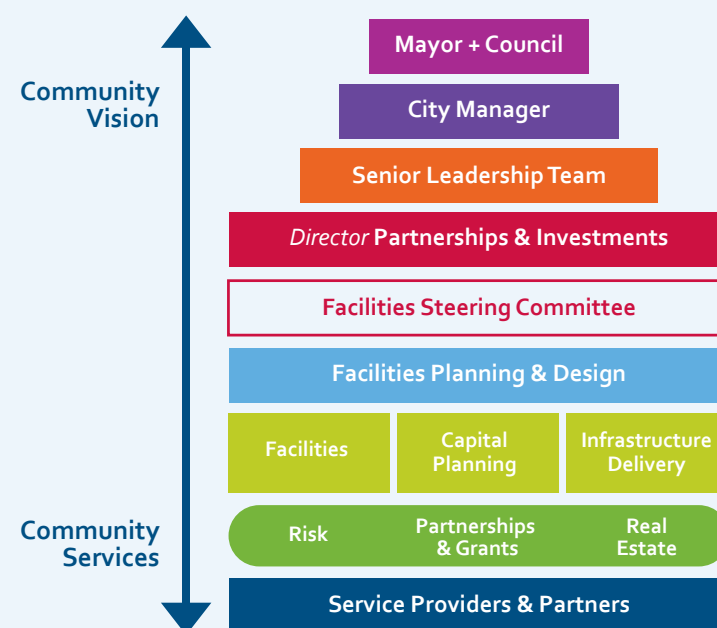 Mayor + Council
Community
Vision
City Manager
Senior Leadership Team
Director Partnerships & Investments
Facilities Steering Committee
Facilities Planning & Design
Facilities
Capital
Planning
Infrastructure
Delivery
Community
Services
Risk
Partnerships
& Grants
Real
Estate
Service Providers & Partners